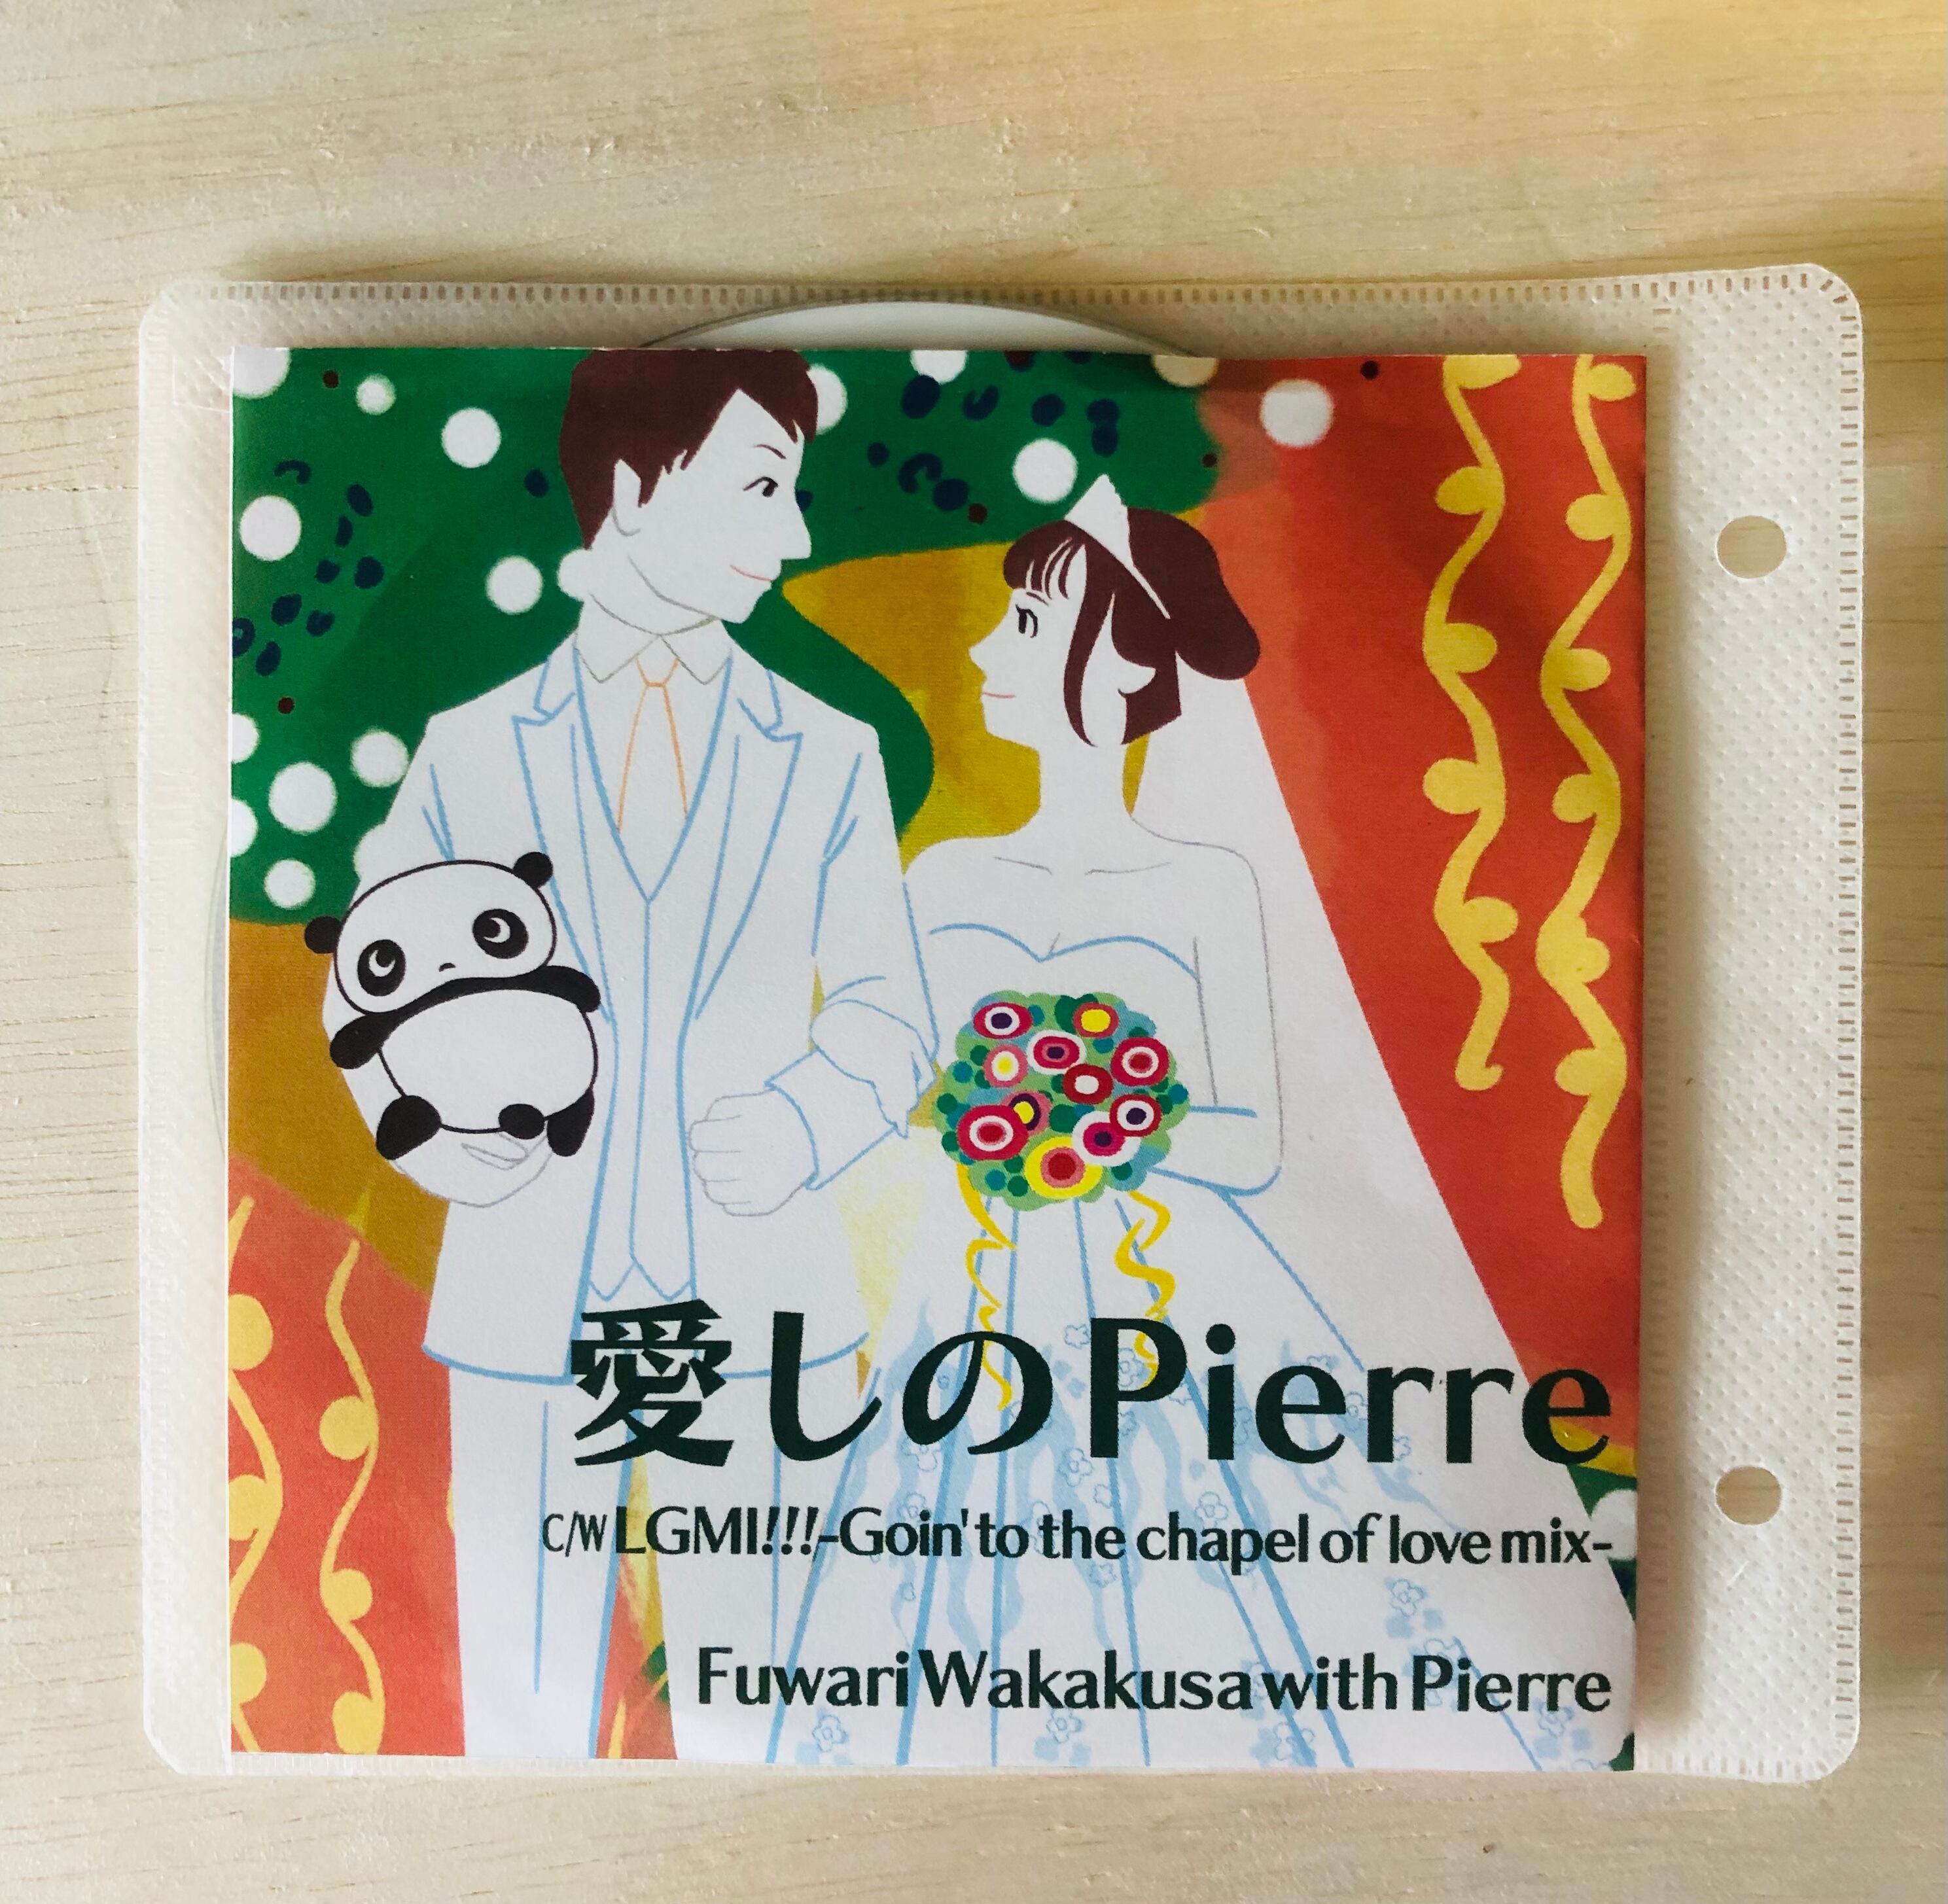 愛しのPierre
C/W LGMI!!!-Goin' to the chapel of love mix-
Fuwari Wakakusa with Pierre